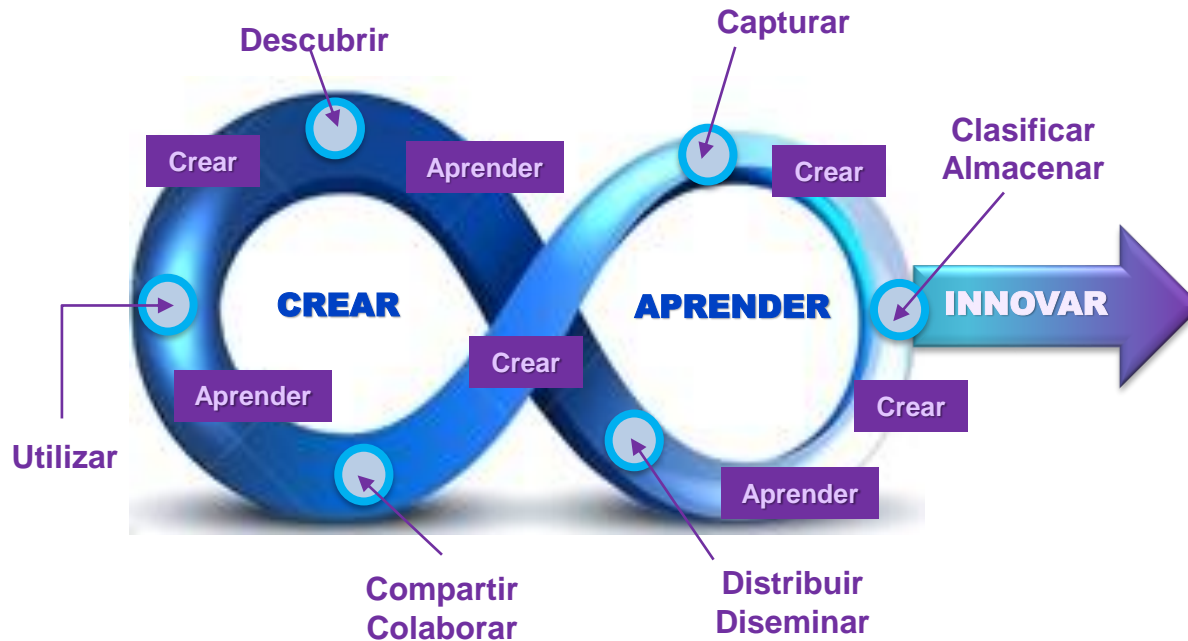 Descubrir
Capturar
Clasificar
Almacenar
Crear
Aprender
Crear
CREAR
APRENDER
INNOVAR
Crear
Aprender
Crear
Utilizar
Aprender
Compartir
Colaborar
Distribuir
Diseminar